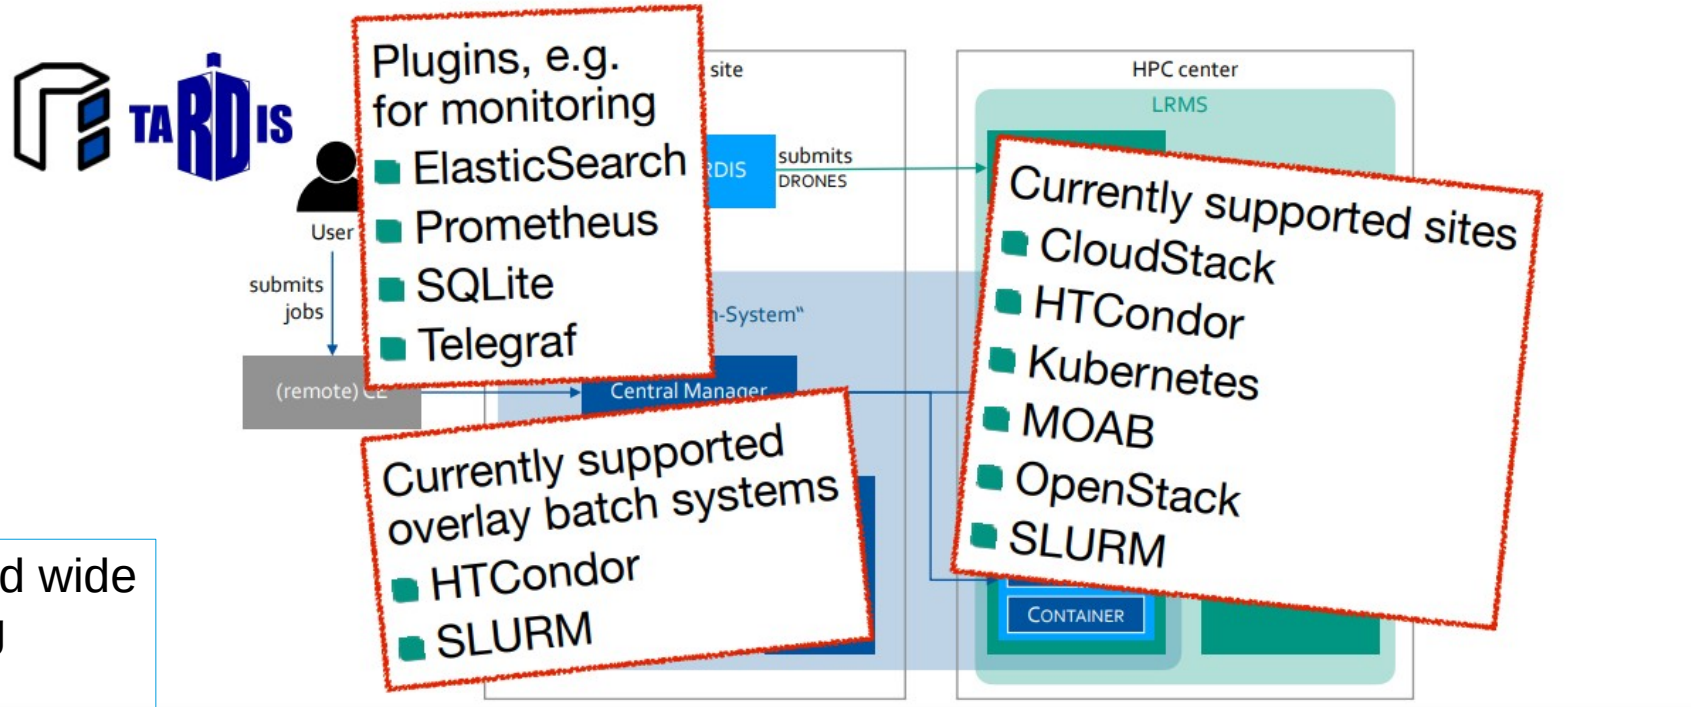 TARDIS
User
submits
jobs
(remote) CE
Plugins, e.g.
for monitoring
ElasticSearch
Prometheus
SQLite
Telegraf
site
RDIS
submits
DRONES
n-System“
Central Manager
Currently supported
overlay batch systems
HTCondor
SLURM
HPC center
LRMS
Currently supported sites
CloudStack
HTCondor
Kubernetes
MOAB
OpenStack
SLURM
CONTAINER
d wide
g